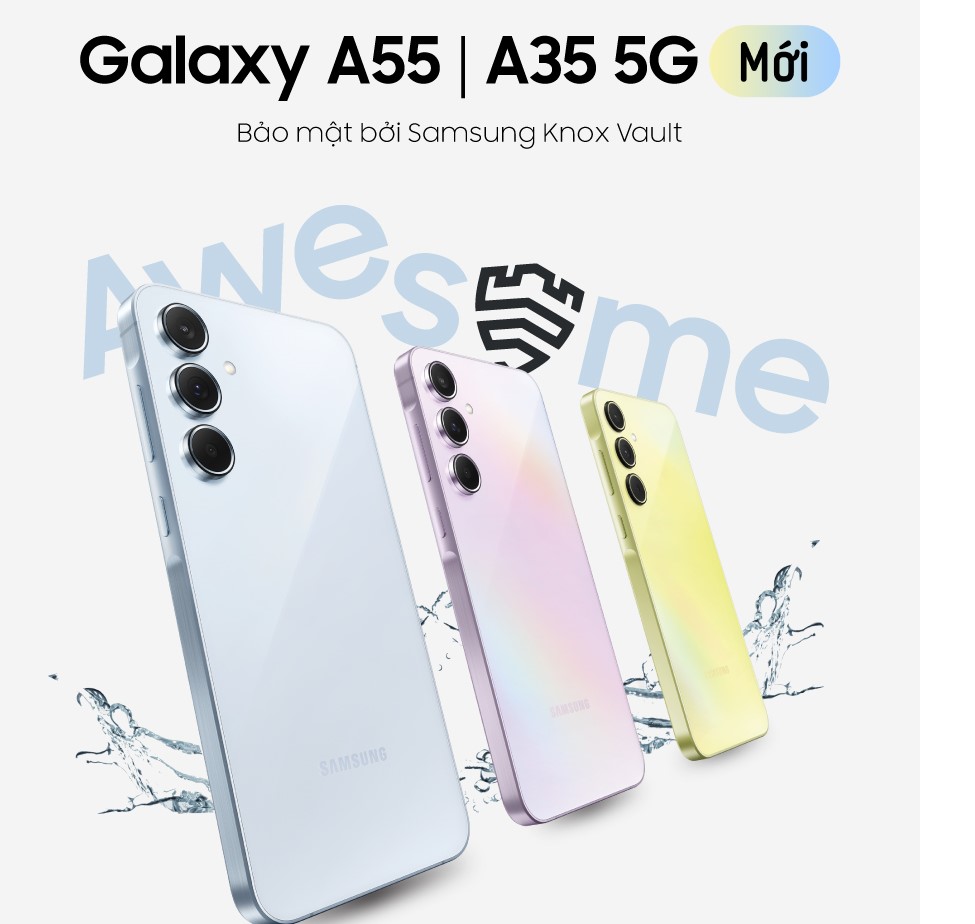 Galaxy A55 | A35 5G Mới
Bảo mật bởi Samsung Knox Vault
Awesome
SAMSUNG
SAMSUNG
SAMSUNG